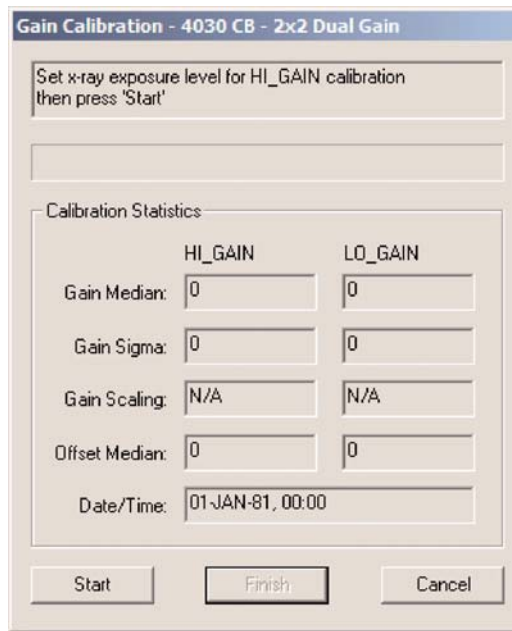 Gain Calibration - 4030 CB - 2x2 Dual Gain
Set x-ray exposure level for HI_GAIN calibration
then press 'Start'
Calibration Statistics
HI_GAIN LO_GAIN
Gain Median: 0 0
Gain Sigma: 0 0
Gain Scaling: N/A N/A
Offset Median: 0 0
Date/Time: 01-JAN-81, 00:00
Start Finish Cancel